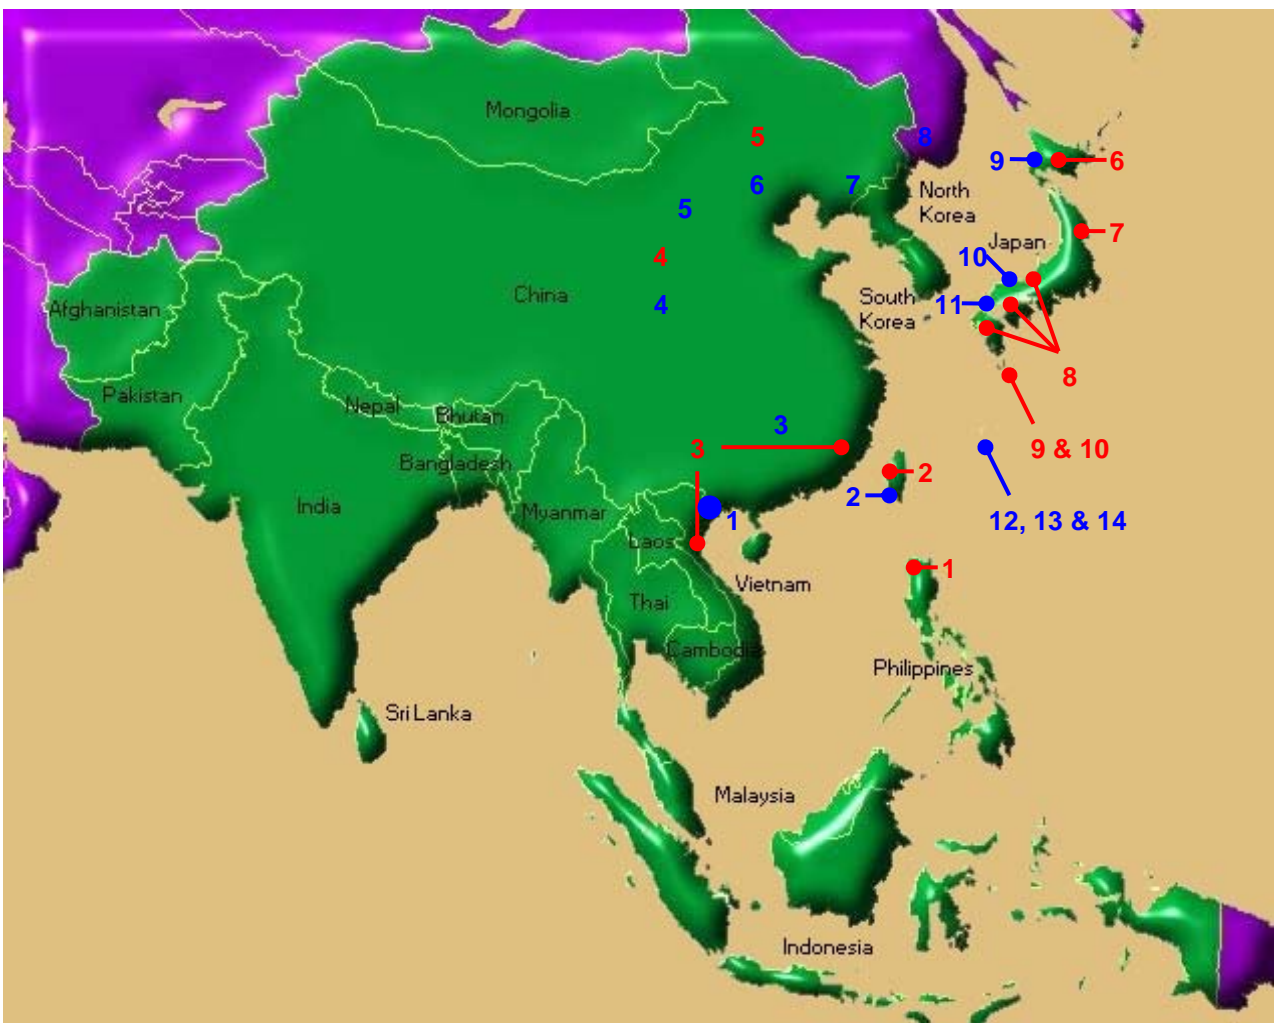 Mongolia
5
8
9
6
6
7
North
Korea
5
7
Japan
4
10
Afghanistan
China
4
South
Korea
11
8
Pakistan
Nepal
Bhutan
3
3
9 & 10
Bangladesh
2
2
India
Myanmar
1
12, 13 & 14
Laos
1
Vietnam
Thai
Cambodia
Philippines
Sri Lanka
Malaysia
Indonesia